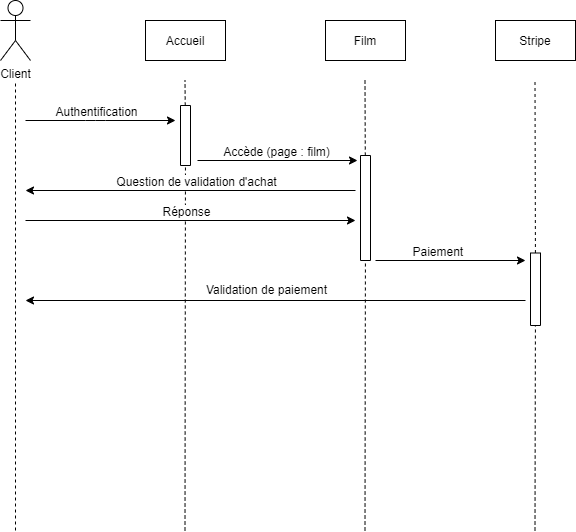 Accueil
Film
Stripe
Client
Authentification
Accède (page : film)
Question de validation d'achat
Réponse
Paiement
Validation de paiement